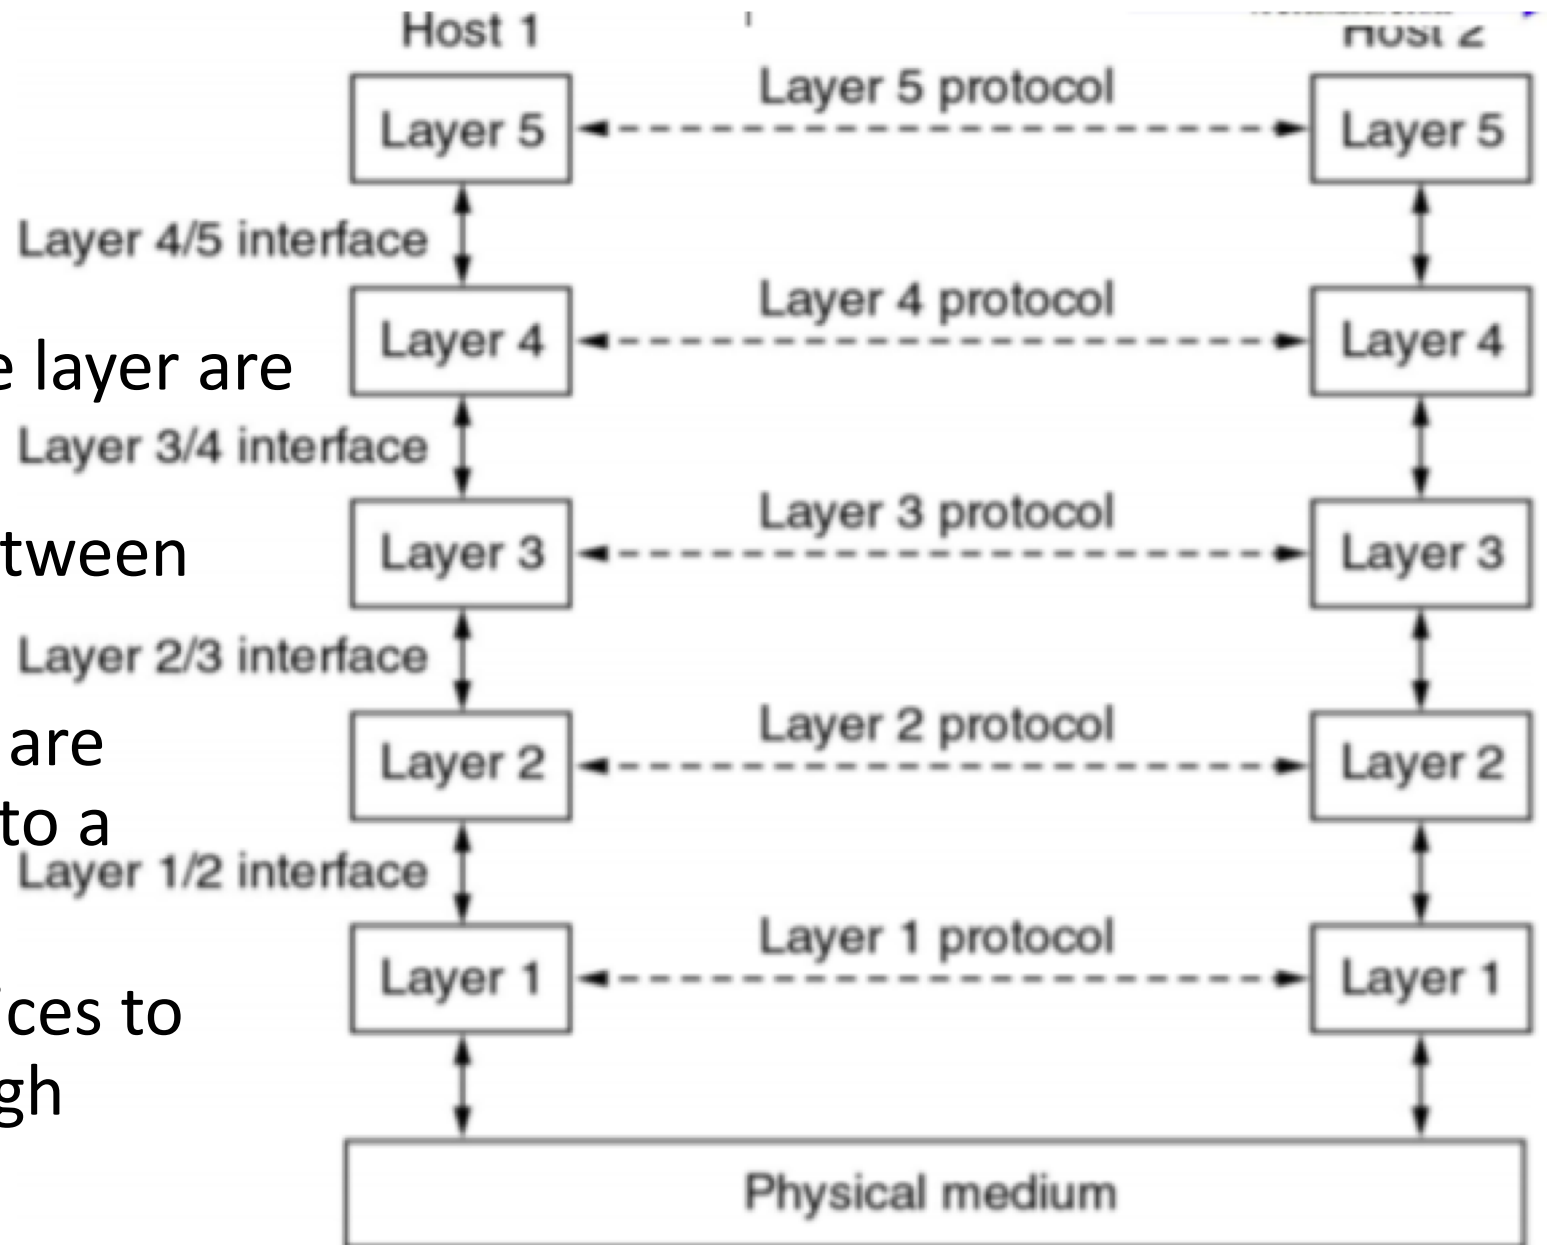 Host 1
Host 2
Layer 5 protocol
Layer 5
Layer 5
Layer 4/5 interface
Layer 4 protocol
Layer 4
Layer 4
layer are
Layer 3/4 interface
Layer 3 protocol
Layer 3
Layer 3
tween
Layer 2/3 interface
Layer 2 protocol
are
Layer 2
Layer 2
to a
Layer 1/2 interface
Layer 1 protocol
Layer 1
Layer 1
ices to
gh
Physical medium